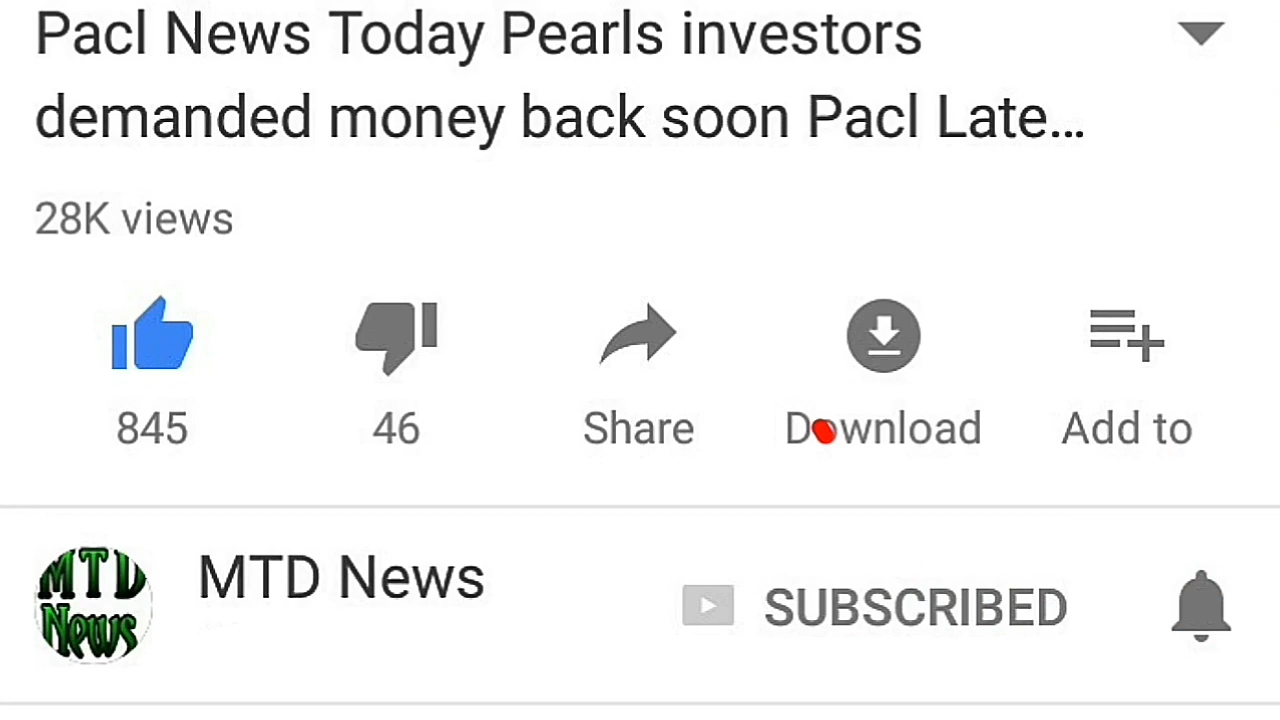 Pacl News Today Pearls investors
demanded money back soon Pacl Late...
28K views
845 46 Share Download Add to
MTD
News
MTD News SUBSCRIBED